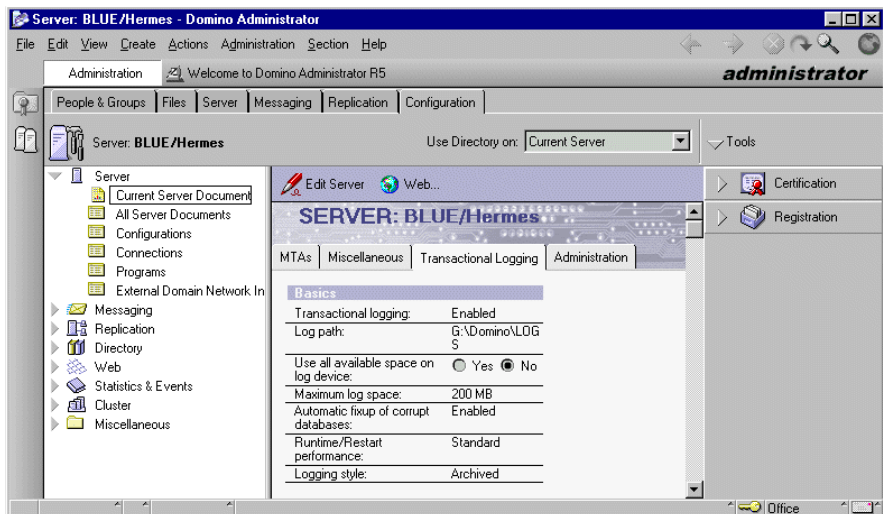 Server: BLUE/Hermes - Domino Administrator
File Edit View Create Actions Administration Section Help
Administration Welcome to Domino Administrator R5 administrator
People & Groups Files Server Messaging Replication Configuration
Server: BLUE/Hermes Use Directory on: Current Server Tools
Server
Current Server Document
All Server Documents
Configurations
Connections
Programs
External Domain Network In
Messaging
Replication
Directory
Web
Statistics & Events
Cluster
Miscellaneous
Edit Server Web...
SERVER: BLUE/Hermes
MTAs Miscellaneous Transactional Logging Administration
Basics
Transactional logging: Enabled
Log path: G:\Domino\LOG
S
Use all available space on Yes No
log device:
Maximum log space: 200 MB
Automatic fixup of corrupt Enabled
databases:
Runtime/Restart Standard
performance:
Logging style: Archived
Certification
Registration
Office